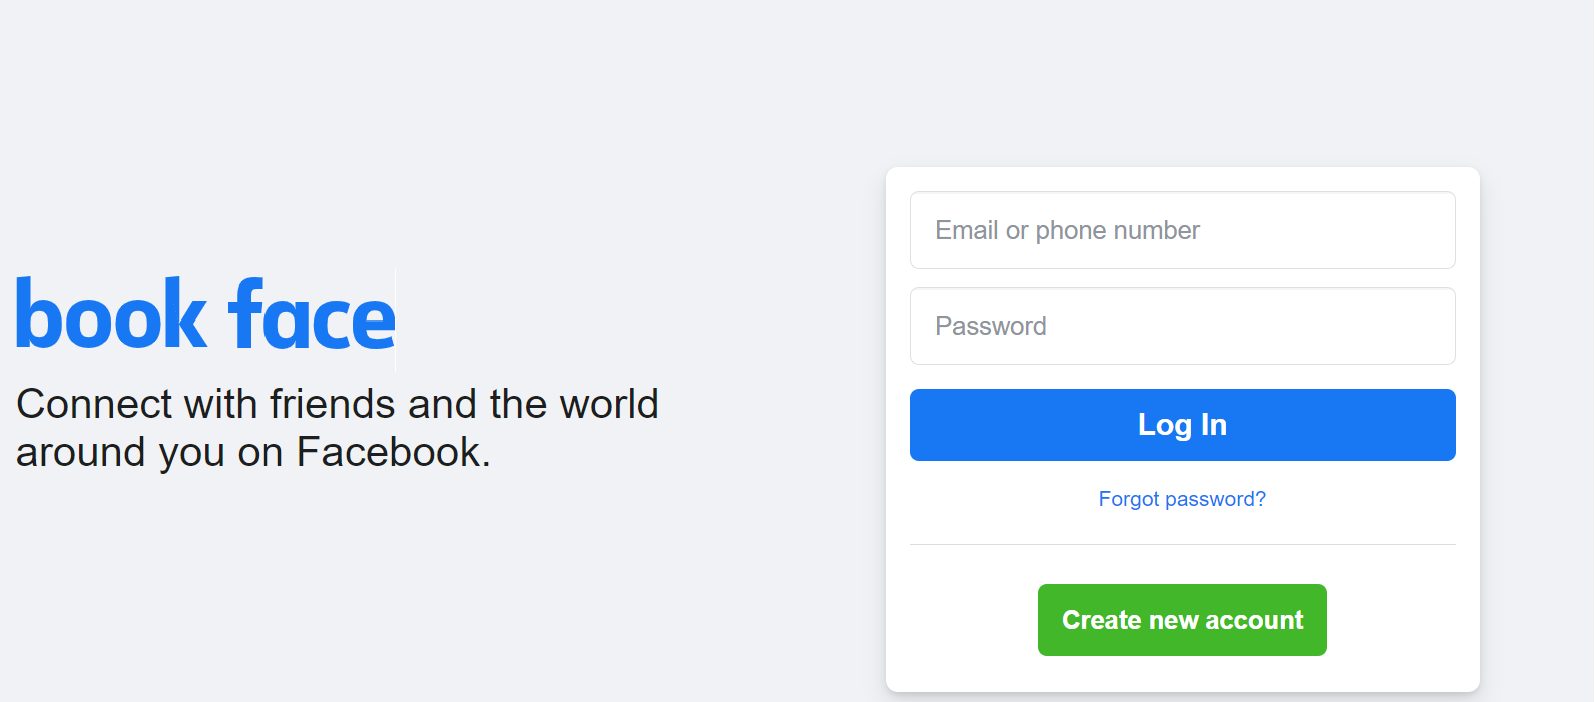 book face
Connect with friends and the world
around you on Facebook.
Email or phone number
Password
Log In
Forgot password?
Create new account